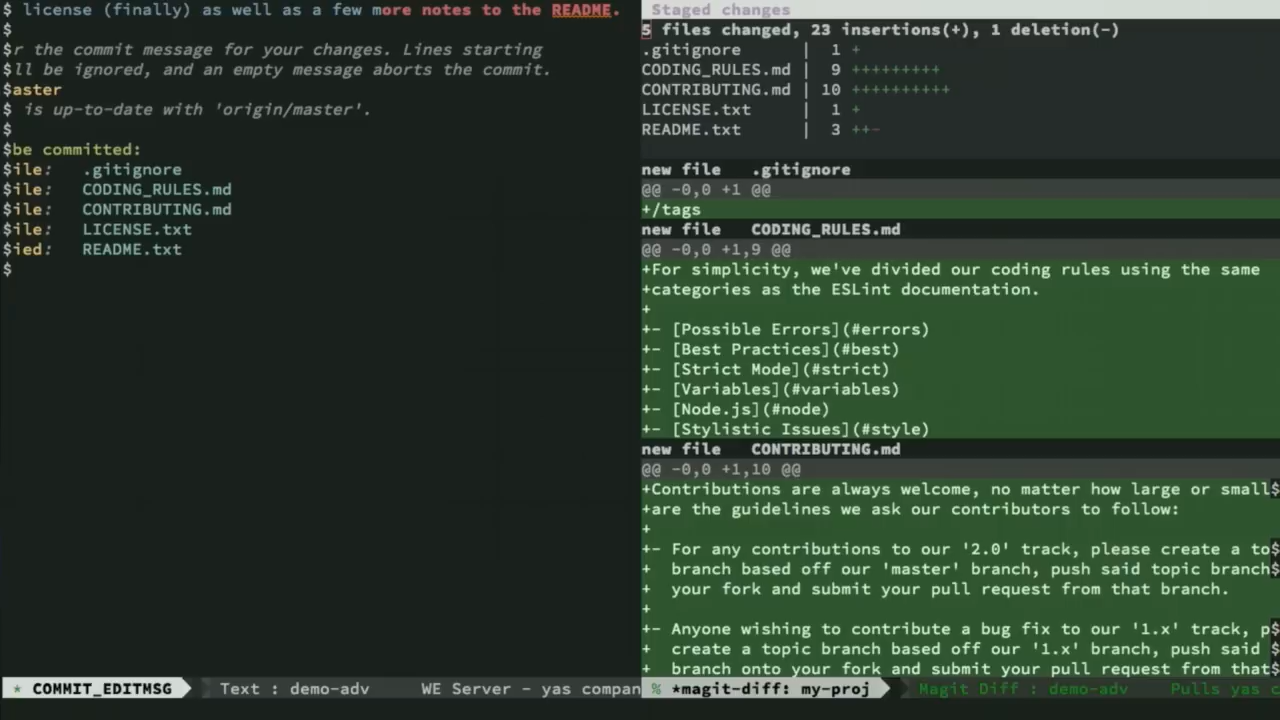 $ license (finally) as well as a few more notes to the README.
$
$r the commit message for your changes. Lines starting
$ll be ignored, and an empty message aborts the commit.
$aster
$ is up-to-date with 'origin/master'.
$
$be committed:
$ile:   .gitignore
$ile:   CODING_RULES.md
$ile:   CONTRIBUTING.md
$ile:   LICENSE.txt
$ied:   README.txt
$
* COMMIT_EDITMSG Text : demo-adv WE Server - yas compan
Staged changes
5 files changed, 23 insertions(+), 1 deletion(-)
.gitignore      |  1 +
CODING_RULES.md |  9 +++++++++
CONTRIBUTING.md | 10 ++++++++++
LICENSE.txt     |  1 +
README.txt      |  3 ++-
new file   .gitignore
@@ -0,0 +1 @@
+/tags
new file   CODING_RULES.md
@@ -0,0 +1,9 @@
+For simplicity, we've divided our coding rules using the same
+categories as the ESLint documentation.
+
+- [Possible Errors](#errors)
+- [Best Practices](#best)
+- [Strict Mode](#strict)
+- [Variables](#variables)
+- [Node.js](#node)
+- [Stylistic Issues](#style)
new file   CONTRIBUTING.md
@@ -0,0 +1,10 @@
+Contributions are always welcome, no matter how large or small$
+are the guidelines we ask our contributors to follow:
+
+- For any contributions to our '2.0' track, please create a to$
+  branch based off our 'master' branch, push said topic branch$
+  your fork and submit your pull request from that branch.
+
+- Anyone wishing to contribute a bug fix to our '1.x' track, p$
+  create a topic branch based off our '1.x' branch, push said $
+  branch onto your fork and submit your pull request from that$
% *magit-diff: my-proj Magit Diff : demo-adv Pulls yas c